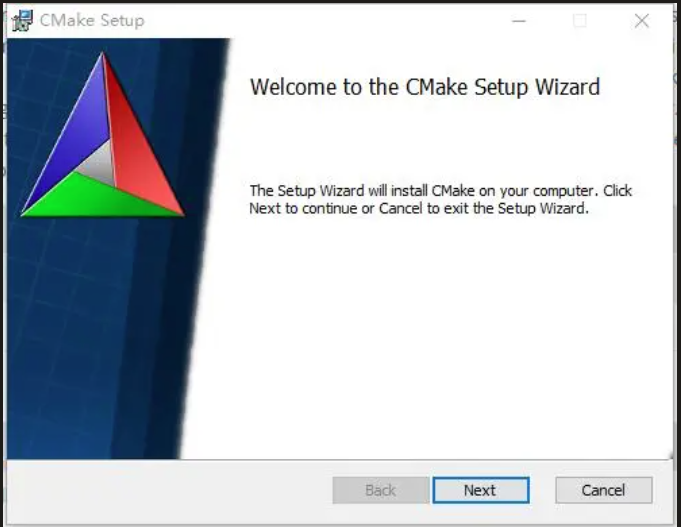 CMake Setup
Welcome to the CMake Setup Wizard
The Setup Wizard will install CMake on your computer. Click
Next to continue or Cancel to exit the Setup Wizard.
Back
Next
Cancel